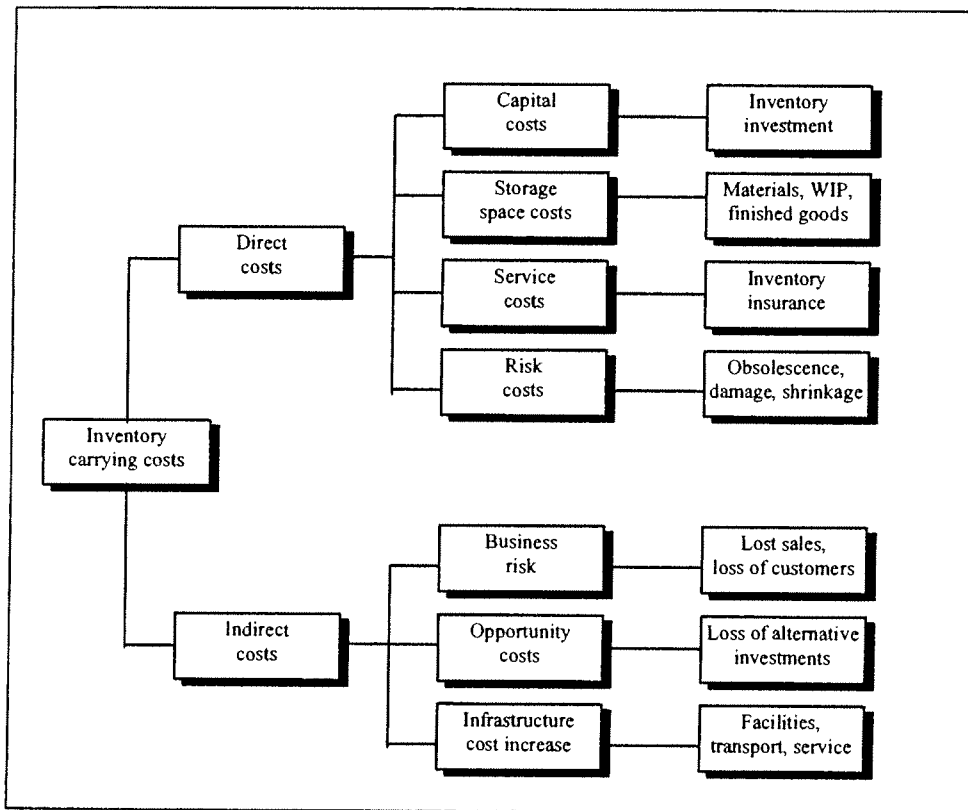 Capital
costs
Inventory
investment
Storage
space costs
Materials, WIP,
finished goods
Direct
costs
Service
costs
Inventory
insurance
Risk
costs
Obsolescence,
damage, shrinkage
Inventory
carrying costs
Business
risk
Lost sales,
loss of customers
Indirect
costs
Opportunity
costs
Loss of alternative
investments
Infrastructure
cost increase
Facilities,
transport, service